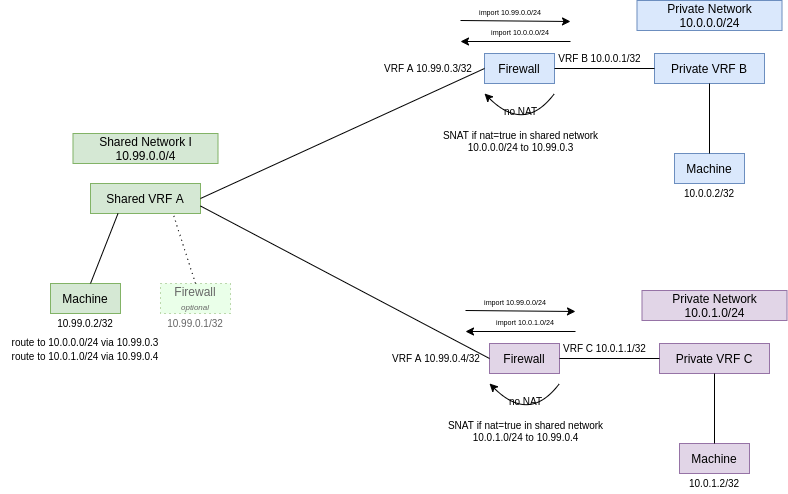 import 10.99.0.0/24
import 10.0.0.0/24
Private Network
10.0.0.0/24
VRF A 10.99.0.3/32
Firewall
VRF B 10.0.0.1/32
Private VRF B
no NAT
SNAT if nat=true in shared network
10.0.0.0/24 to 10.99.0.3
Machine
10.0.0.2/32
Shared Network I
10.99.0.0/4
Shared VRF A
Machine
10.99.0.2/32
Firewall
optional
10.99.0.1/32
route to 10.0.0.0/24 via 10.99.0.3
route to 10.0.1.0/24 via 10.99.0.4
import 10.99.0.0/24
import 10.0.1.0/24
Private Network
10.0.1.0/24
VRF A 10.99.0.4/32
Firewall
VRF C 10.0.1.1/32
Private VRF C
no NAT
SNAT if nat=true in shared network
10.0.1.0/24 to 10.99.0.4
Machine
10.0.1.2/32